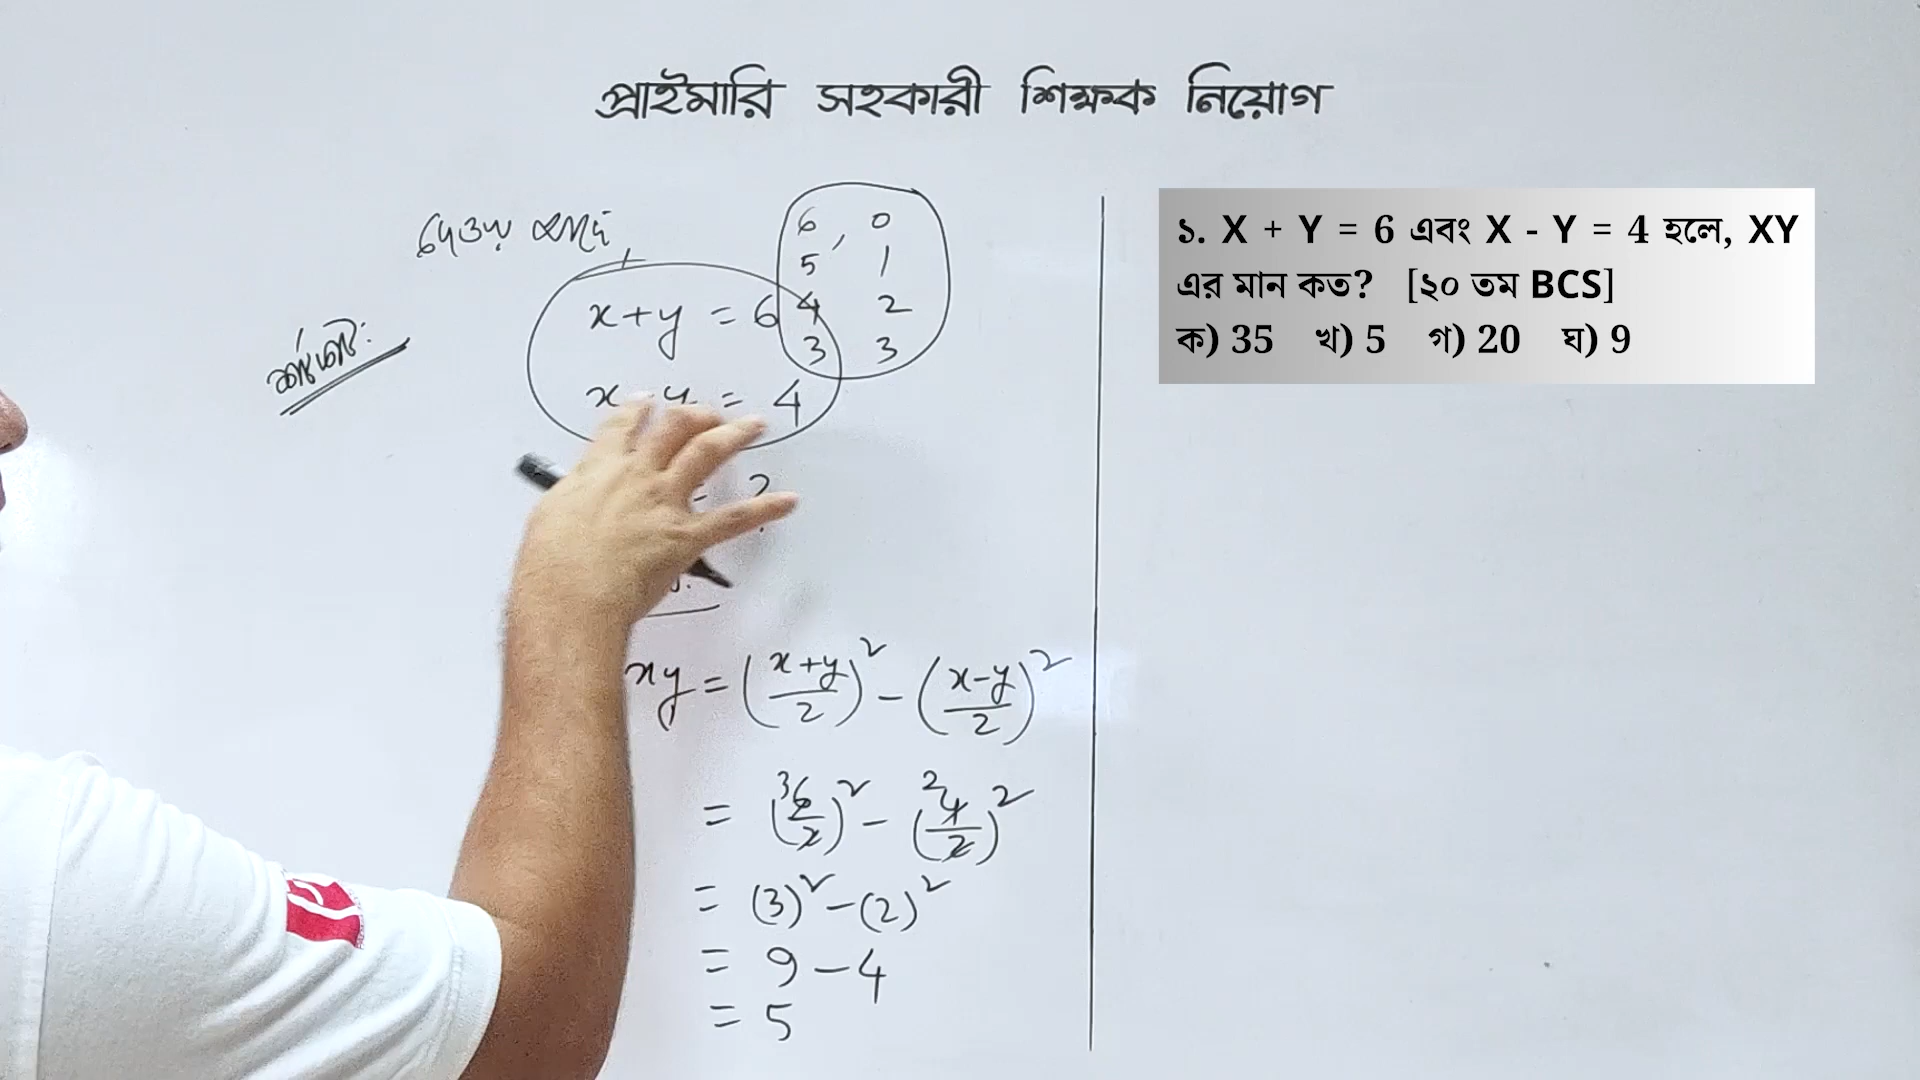 প্রাইমারি সহকারী শিক্ষক নিয়োগ
দেওয়া আছে,
x+y = 6
x-y = 4
?
6, 0
5 1
4 2
3 3
xy = (x+y/2)² - (x-y/2)²
= (6/2)² - (4/2)²
= (3)² - (2)²
= 9 - 4
= 5
১. X + Y = 6 এবং X - Y = 4 হলে, XY
এর মান কত? [২০ তম BCS]
ক) 35 খ) 5 গ) 20 ঘ) 9